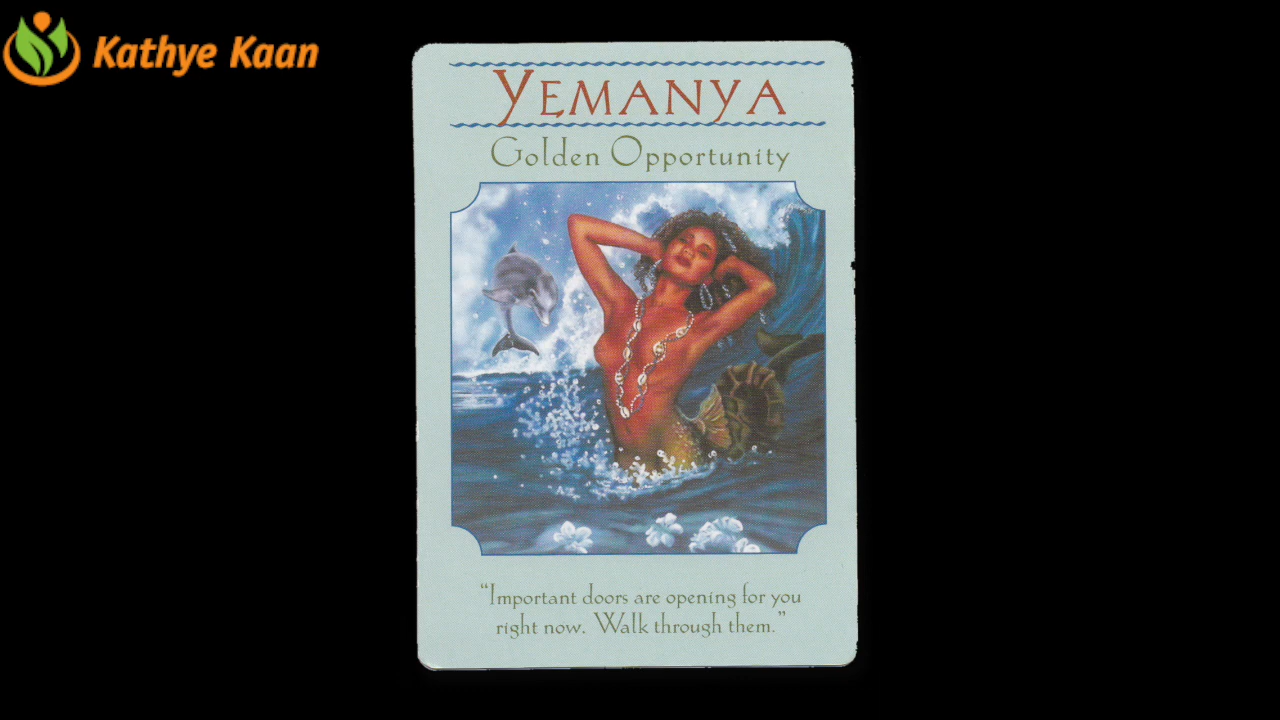 Kathye Kaan
YEMANYA
Golden Opportunity
“Important doors are opening for you
right now. Walk through them.”